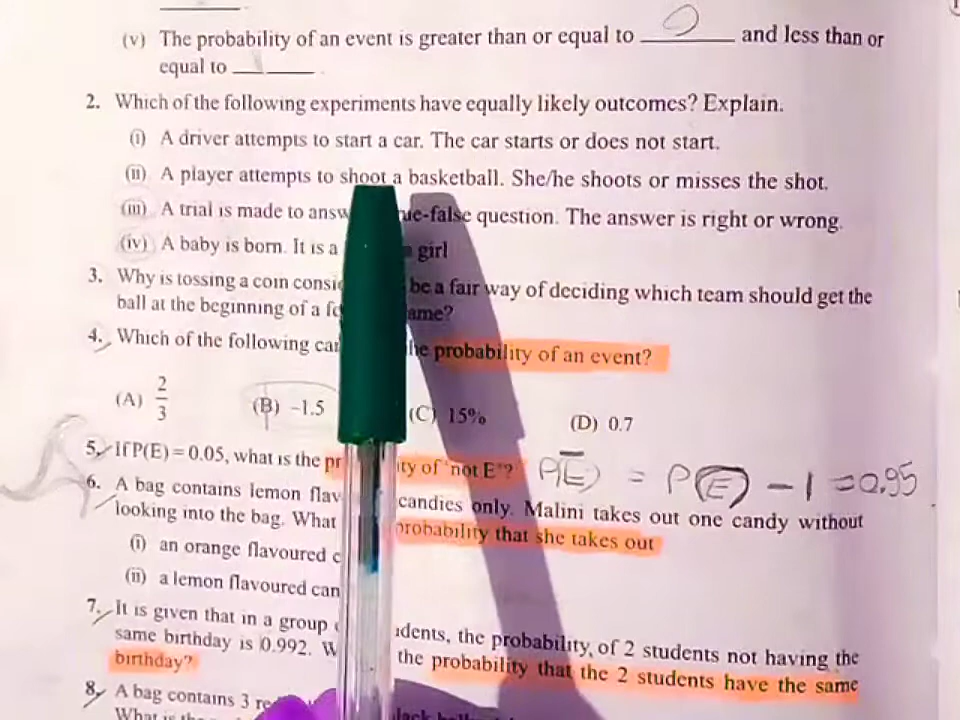 (v) The probability of an event is greater than or equal to 0 and less than or
equal to 1.
2. Which of the following experiments have equally likely outcomes? Explain.
(i) A driver attempts to start a car. The car starts or does not start.
(ii) A player attempts to shoot a basketball. She/he shoots or misses the shot.
(iii) A trial is made to answ ue-false question. The answer is right or wrong.
(iv) A baby is born. It is a girl
3. Why is tossing a coin consi be a fair way of deciding which team should get the
ball at the beginning of a fo ame?
4. Which of the following can he probability of an event?
(A) 2/3 (B) -1.5 (C) 15% (D) 0.7
5. If P(E) = 0.05, what is the pr ity of 'not E'? P(E̅) = P(E) - 1 = 0.95
6. A bag contains lemon flav candies only. Malini takes out one candy without
looking into the bag. What probability that she takes out
(i) an orange flavoured c
(ii) a lemon flavoured can
7. It is given that in a group dents, the probability of 2 students not having the
same birthday is 0.992. W the probability that the 2 students have the same
birthday?
8. A bag contains 3 re lack ball
What is the